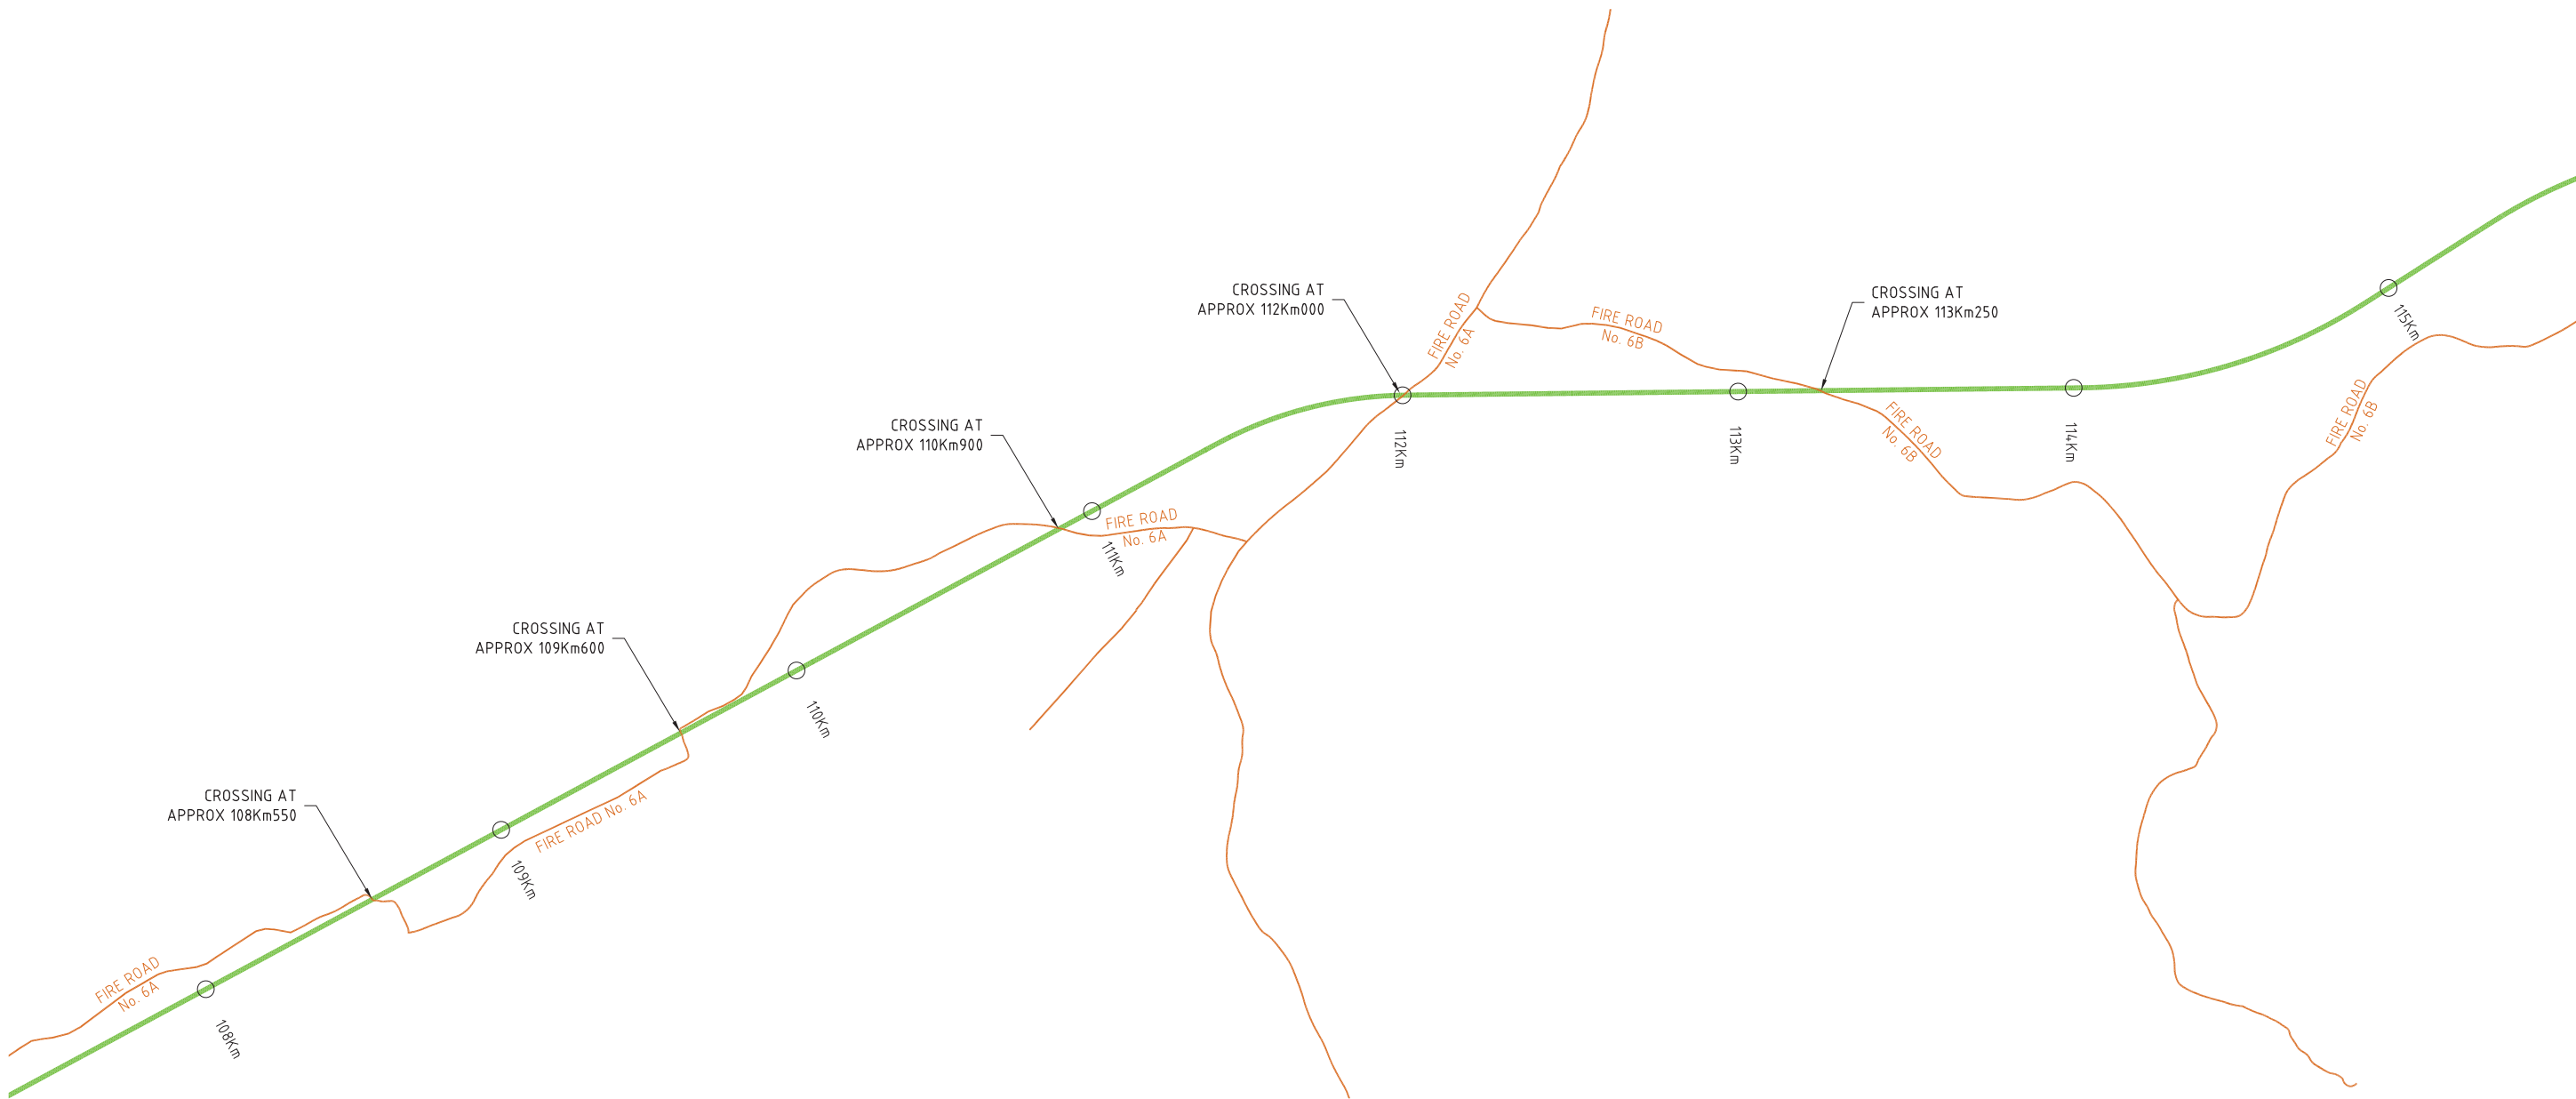 CROSSING AT
APPROX 112Km000
CROSSING AT
APPROX 113Km250
FIRE ROAD
No. 6A
FIRE ROAD
No. 6B
115Km
CROSSING AT
APPROX 110Km900
112Km
113Km
114Km
FIRE ROAD
No. 6B
FIRE ROAD
No. 6B
FIRE ROAD
No. 6A
111Km
CROSSING AT
APPROX 109Km600
110Km
CROSSING AT
APPROX 108Km550
FIRE ROAD No. 6A
109Km
FIRE ROAD
No. 6A
108Km